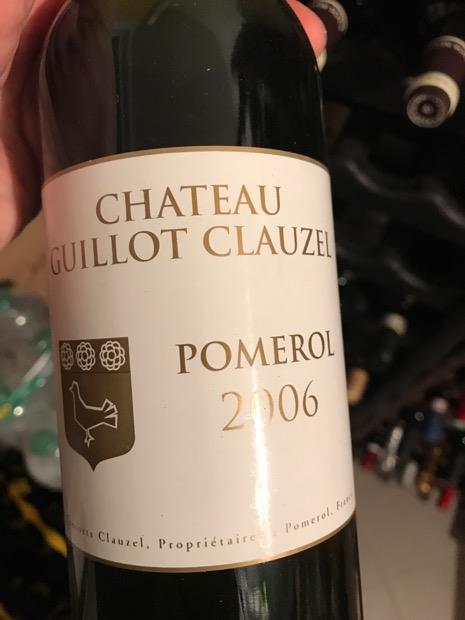 CHATEAU
GUILLOT CLAUZEL
POMEROL
2006
Clauzel, Propriétaire Pomerol, France